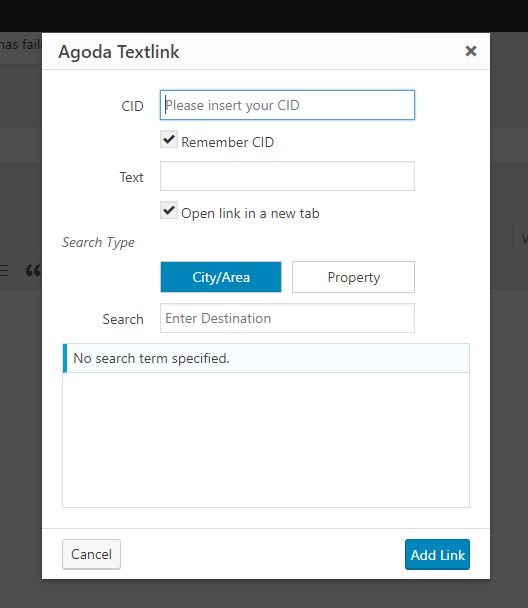 has faile
Agoda Textlink
CID Please insert your CID
Remember CID
Text
Open link in a new tab
Search Type
City/Area Property
Search Enter Destination
No search term specified.
Cancel Add Link